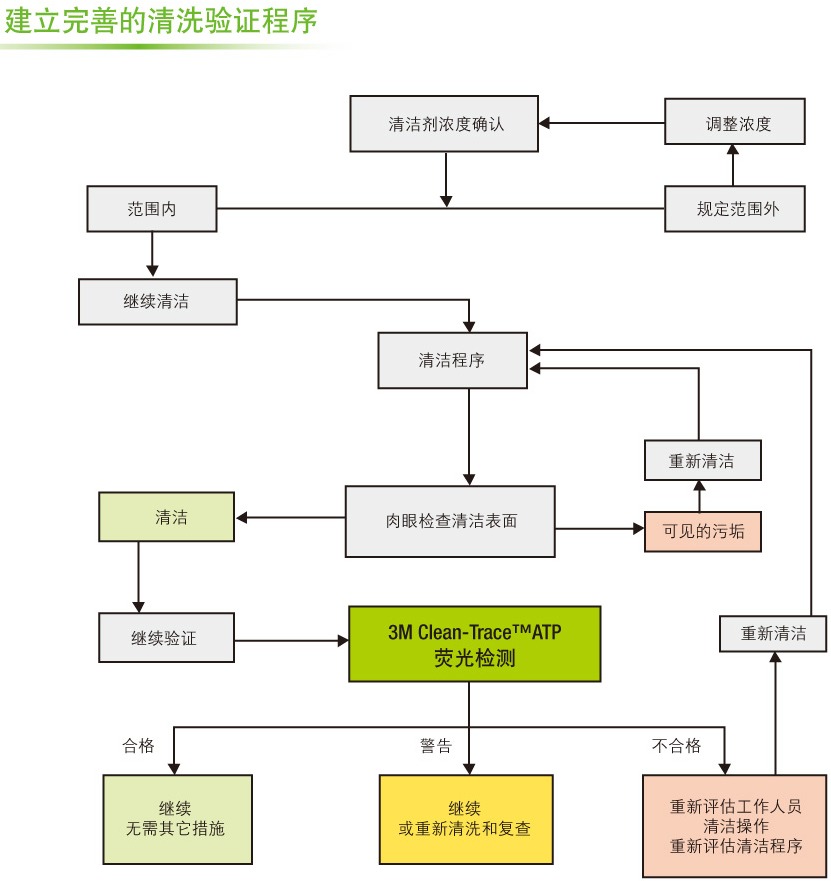 建立完善的清洗验证程序
清洁剂浓度确认
调整浓度
范围内
规定范围外
继续清洁
清洁程序
重新清洁
清洁
肉眼检查清洁表面
可见的污垢
继续验证
3M Clean-Trace™ATP
荧光检测
重新清洁
合格
警告
不合格
继续
无需其它措施
继续
或重新清洗和复查
重新评估工作人员
清洁操作
重新评估清洁程序